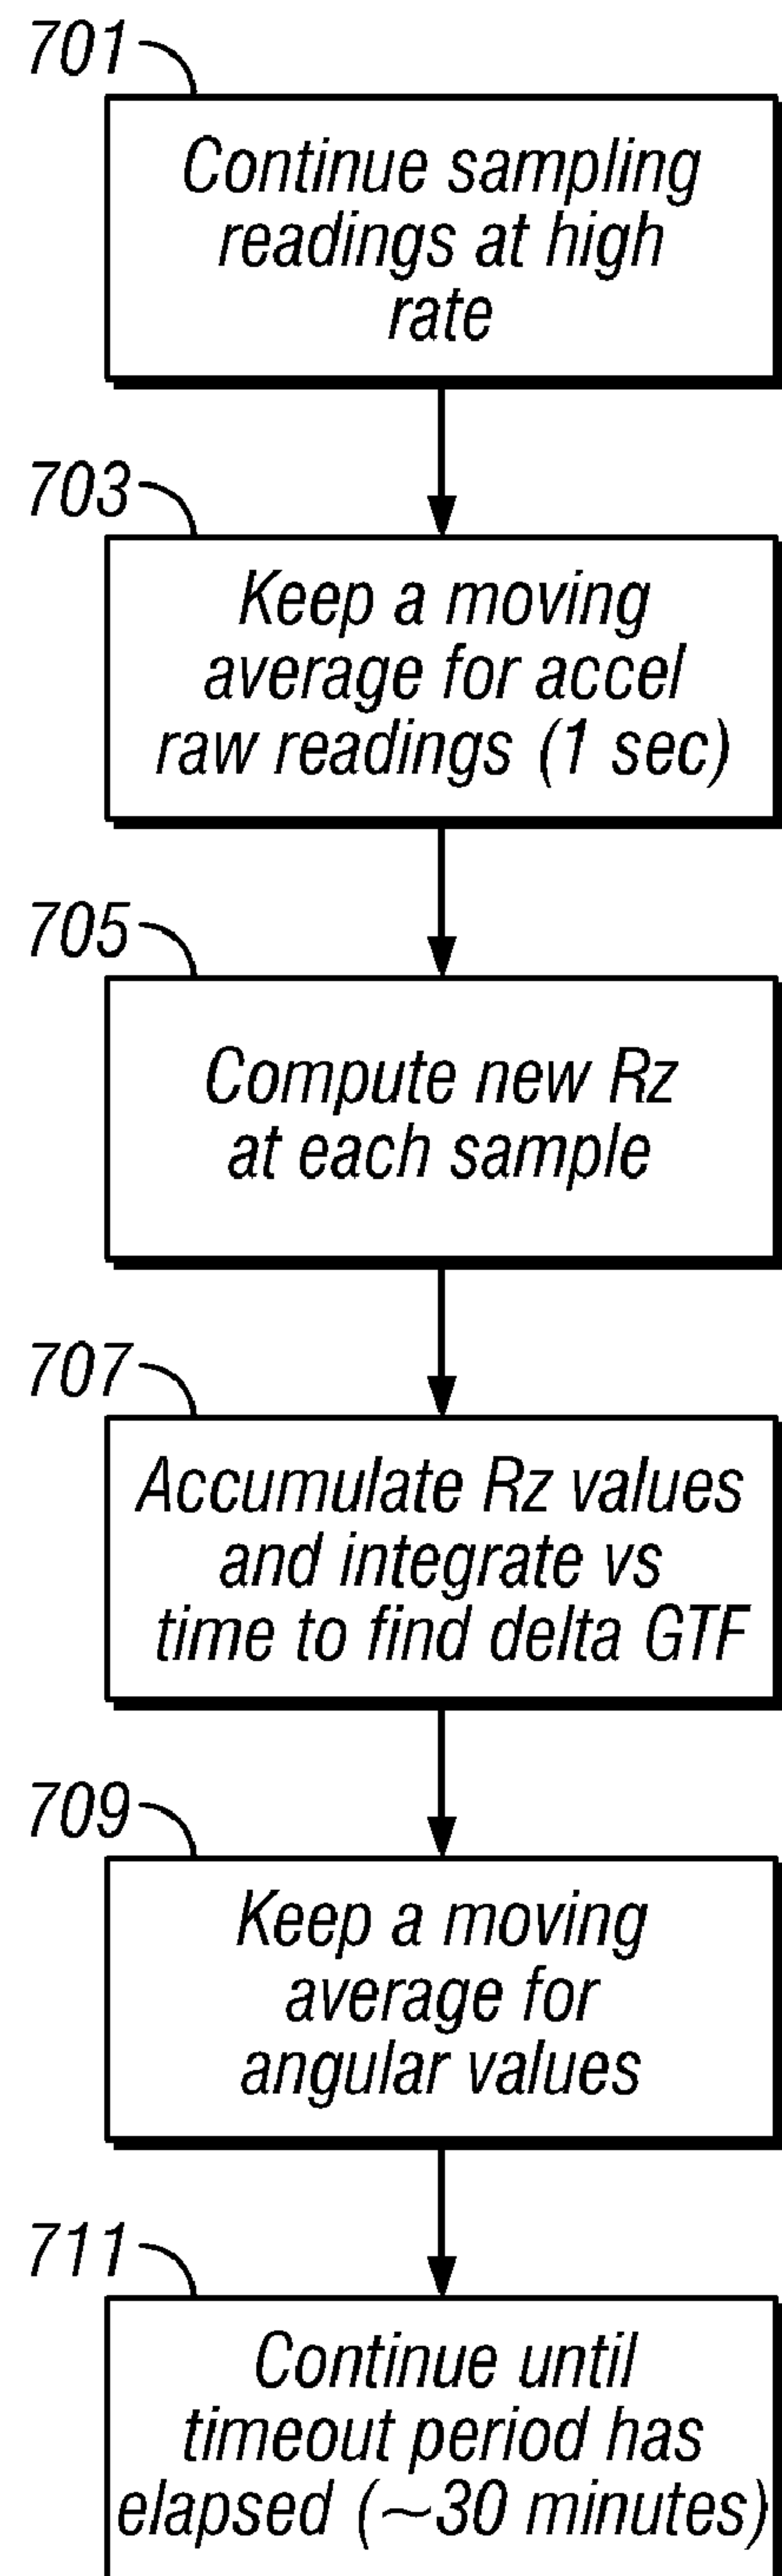 701
Continue sampling
readings at high
rate
703
Keep a moving
average for accel
raw readings (1 sec)
705
Compute new Rz
at each sample
707
Accumulate Rz values
and integrate vs
time to find delta GTF
709
Keep a moving
average for
angular values
711
Continue until
timeout period has
elapsed (~30 minutes)